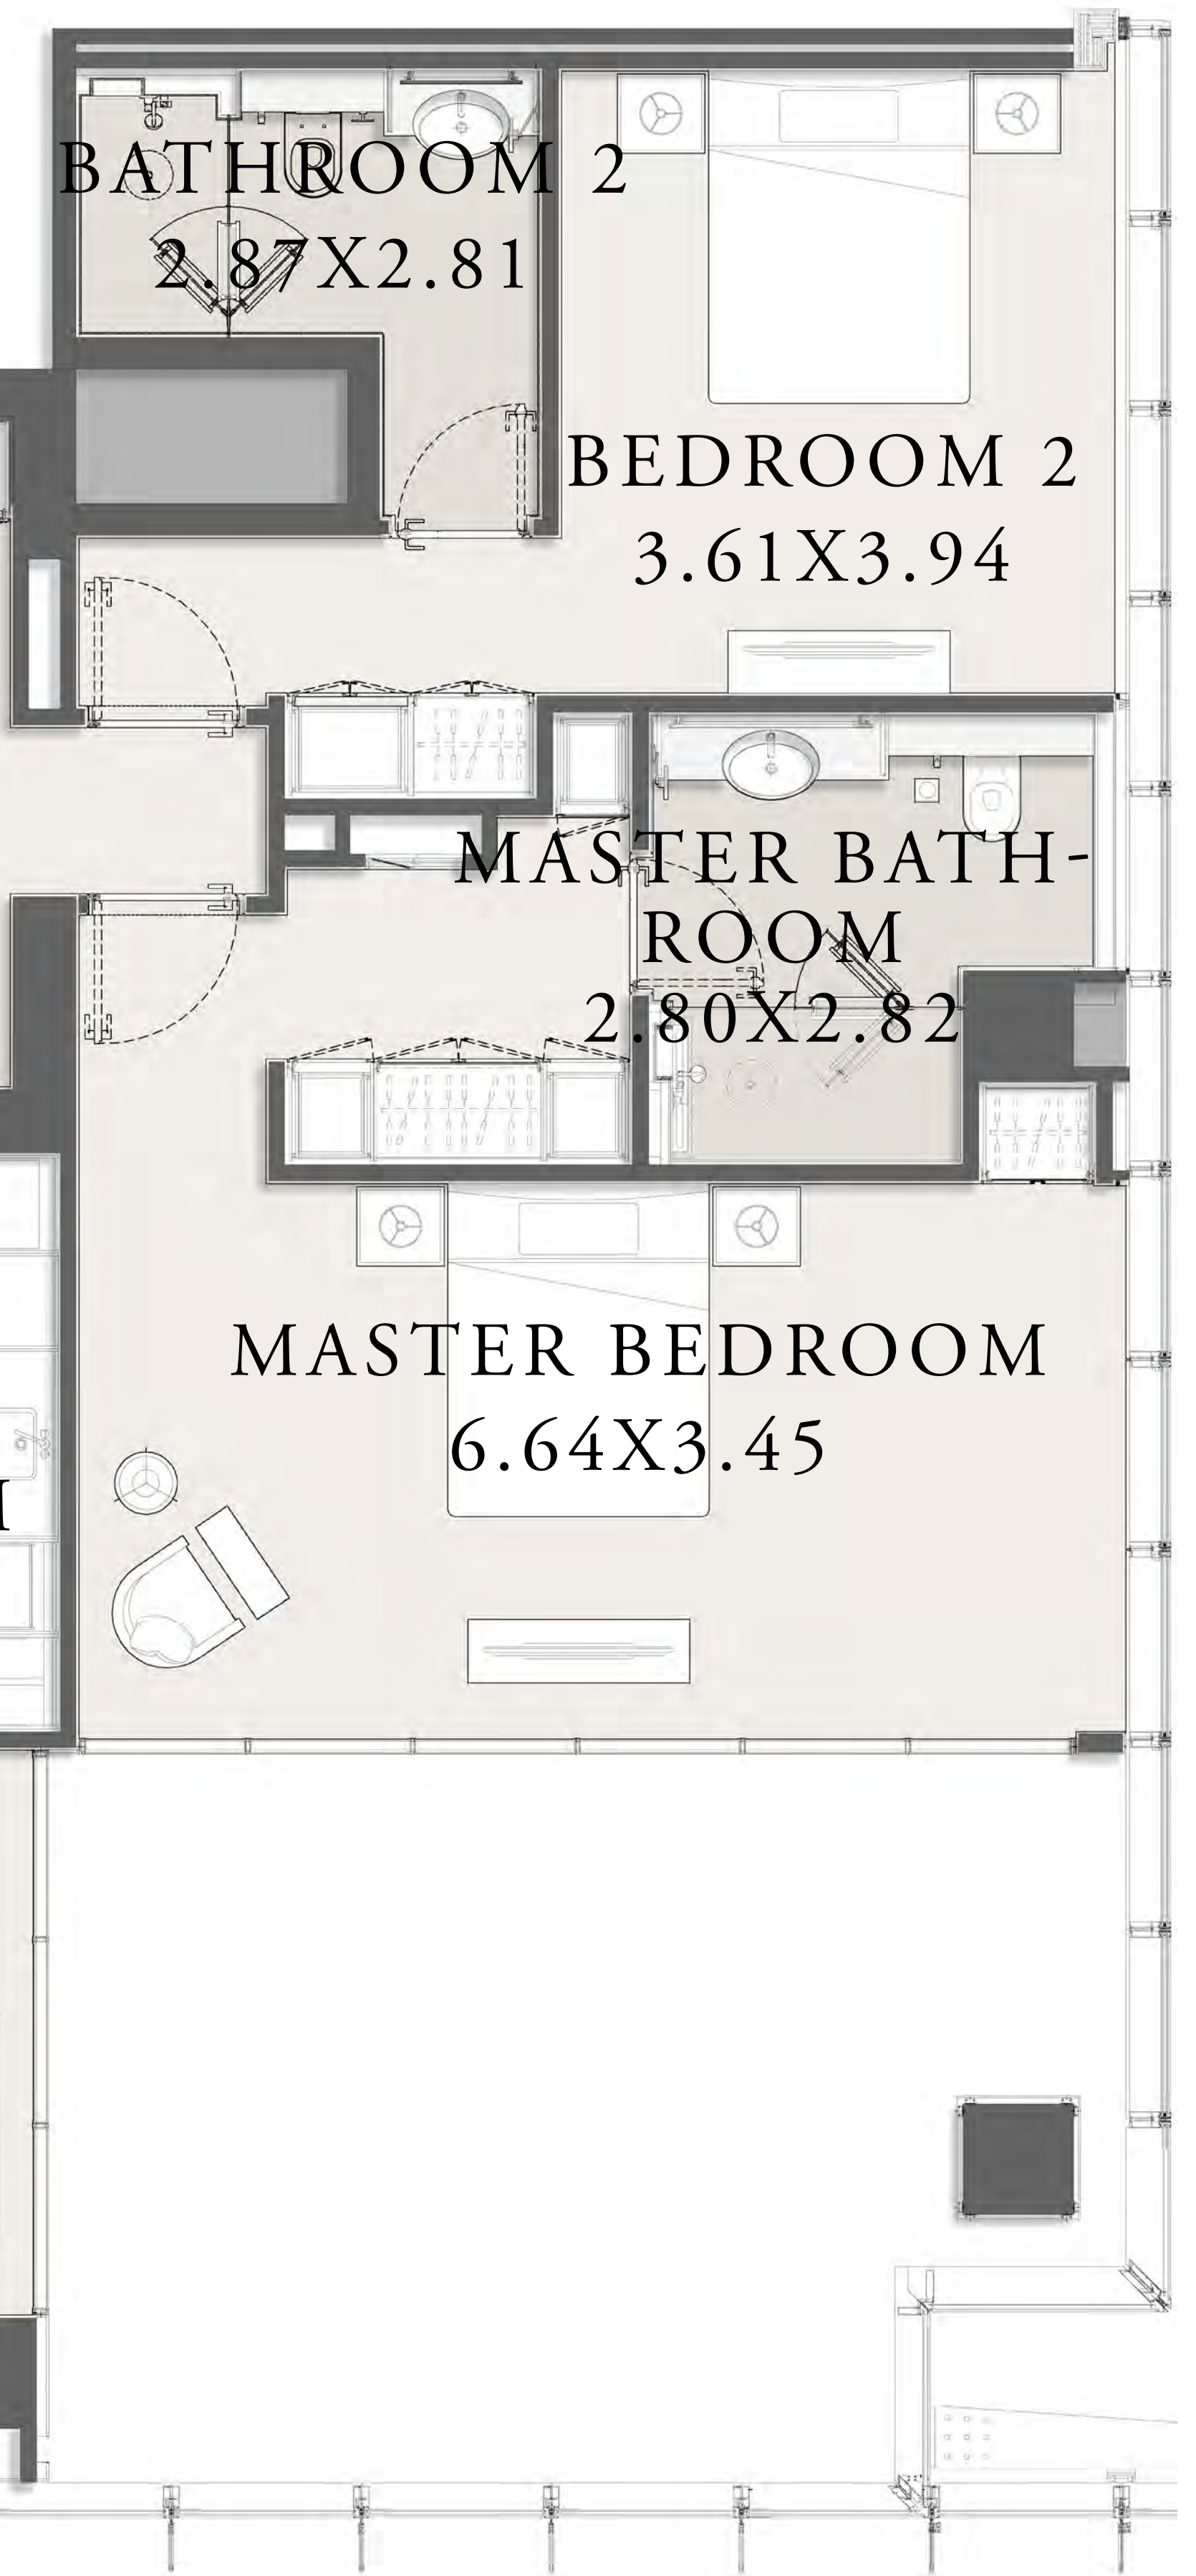 BATHROOM 2
2.87X2.81
BEDROOM 2
3.61X3.94
MASTER BATH-
ROOM
2.80X2.82
MASTER BEDROOM
6.64X3.45